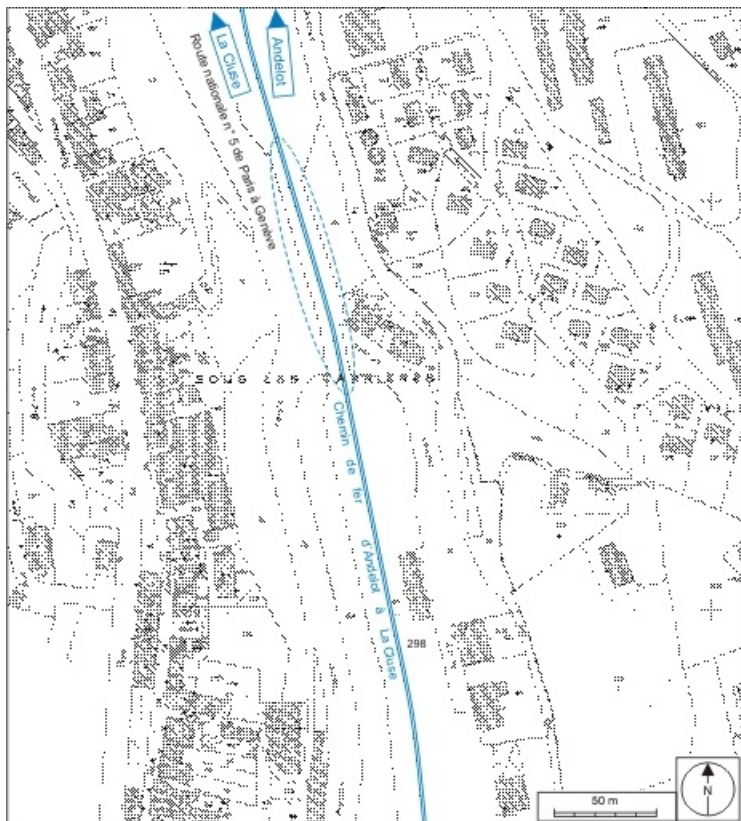 La Cluse
Andelot
Route nationale n° 5 de Paris à Genève
Chemin de fer d'Andelot à La Cluse
298
50 m
N